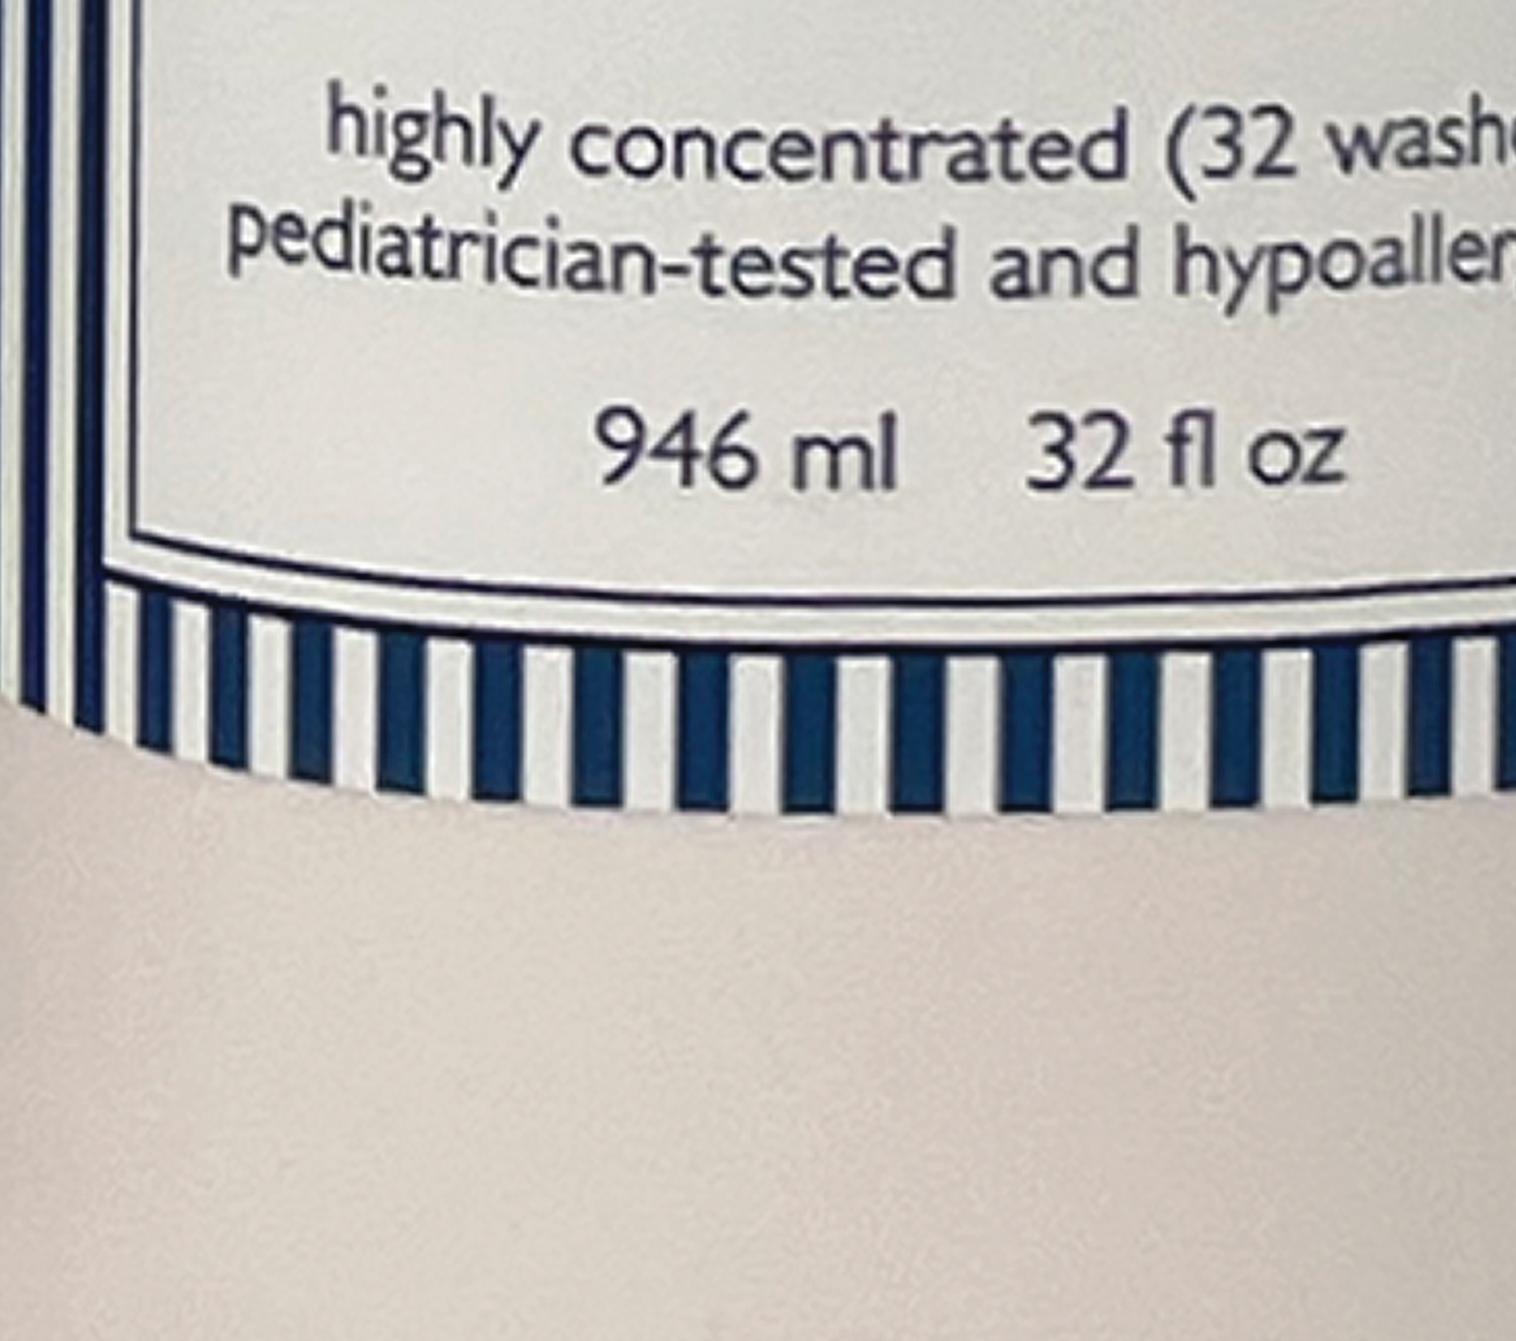 highly concentrated (32
pediatrician-tested and
946 ml 32 fl oz